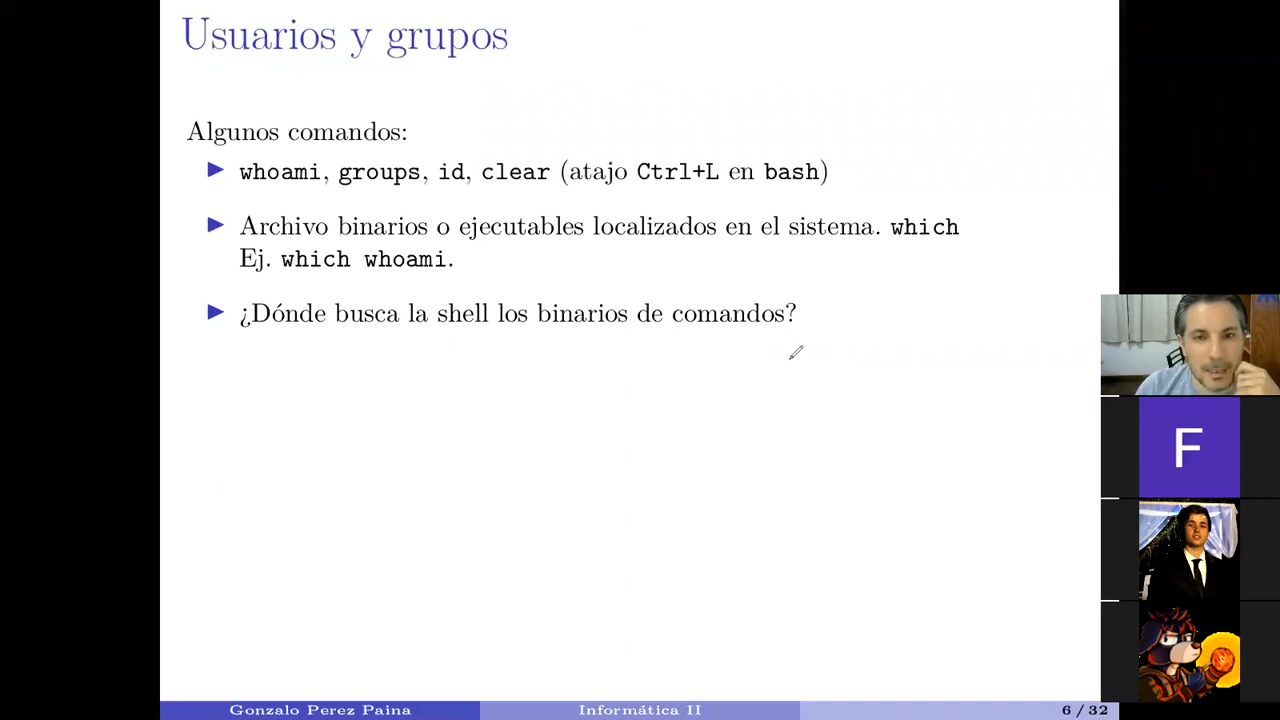 Usuarios y grupos
Algunos comandos:
whoami, groups, id, clear (atajo Ctrl+L en bash)
Archivo binarios o ejecutables localizados en el sistema. which
Ej. which whoami.
¿Dónde busca la shell los binarios de comandos?
F
Gonzalo Perez Paina Informática II 6 / 32